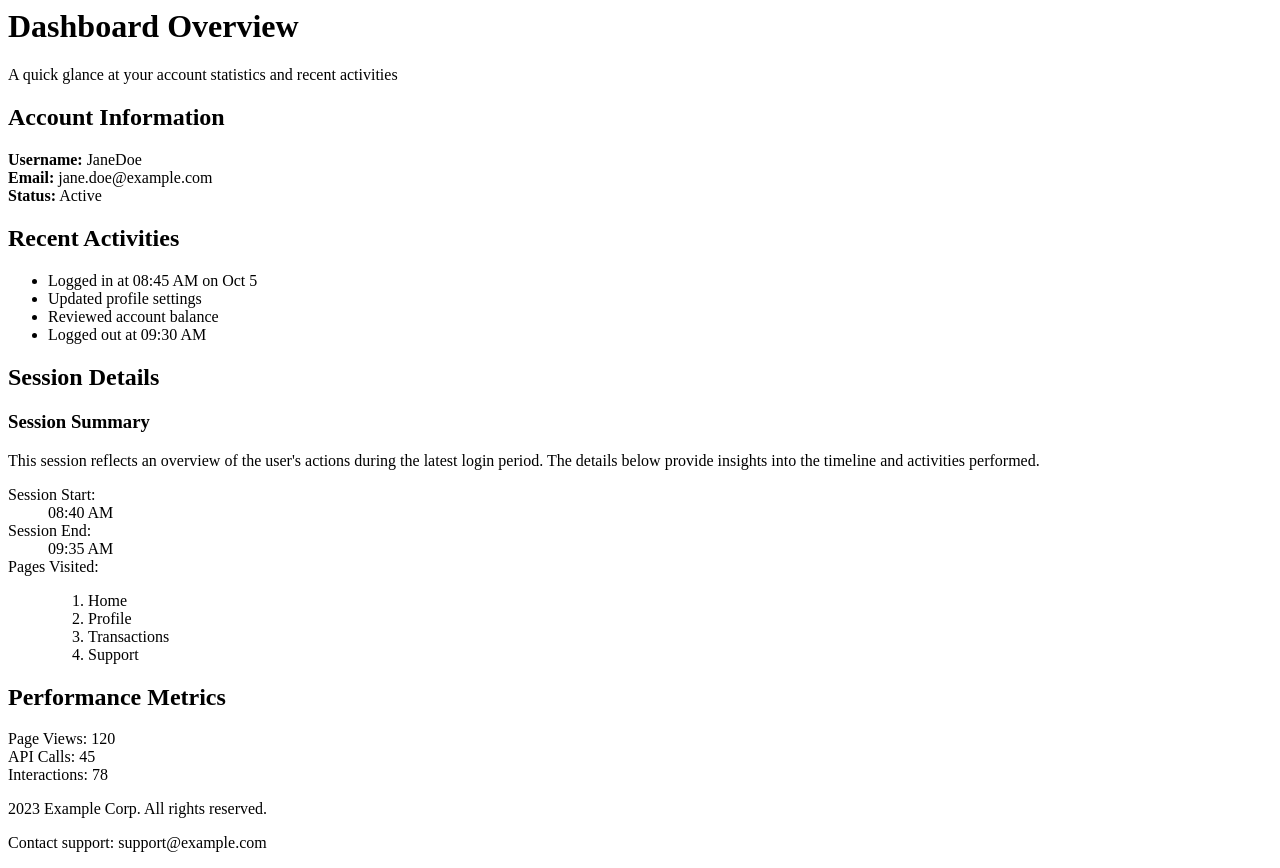 Dashboard Overview
A quick glance at your account statistics and recent activities
Account Information
Username: JaneDoe
Email: jane.doe@example.com
Status: Active
Recent Activities
• Logged in at 08:45 AM on Oct 5
• Updated profile settings
• Reviewed account balance
• Logged out at 09:30 AM
Session Details
Session Summary
This session reflects an overview of the user's actions during the latest login period. The details below provide insights into the timeline and activities performed.
Session Start:
08:40 AM
Session End:
09:35 AM
Pages Visited:
1. Home
2. Profile
3. Transactions
4. Support
Performance Metrics
Page Views: 120
API Calls: 45
Interactions: 78
2023 Example Corp. All rights reserved.
Contact support: support@example.com